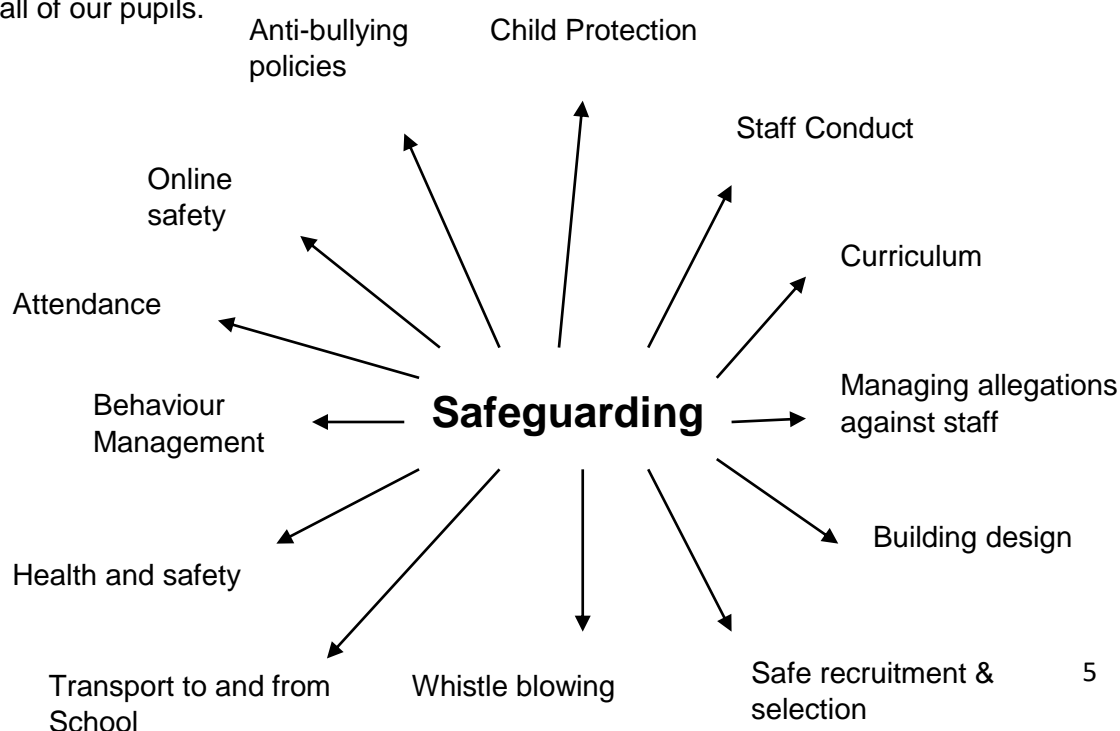 all of our pupils.
Anti-bullying
policies
Child Protection
Staff Conduct
Online
safety
Curriculum
Attendance
Behaviour
Management
Safeguarding
Managing allegations
against staff
Building design
Health and safety
Transport to and from
School
Whistle blowing
Safe recruitment &
selection
5